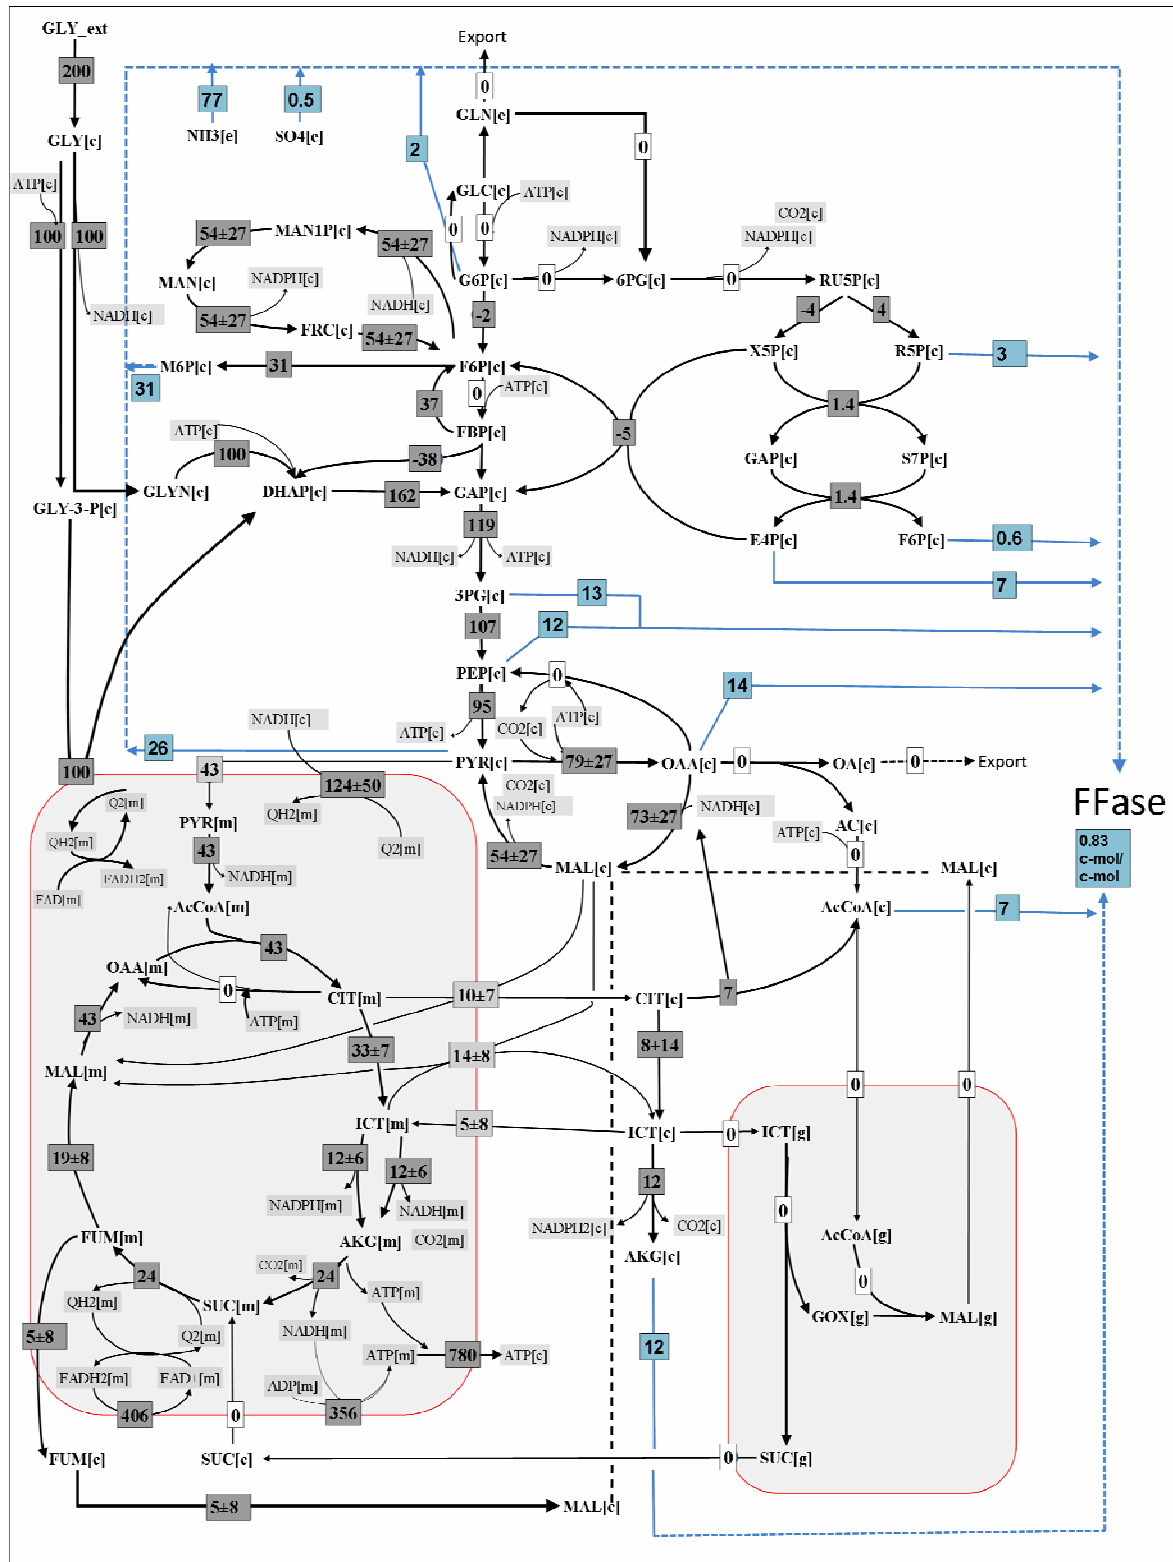 GLY_ext
Export
200
0
77
0.5
GLN[c]
NH3[e]
SO4[c]
GLY[c]
2
0
ATP[c]
GLC[c]
ATP[c]
CO2[c]
54±27
MAN1P[c]
54±27
0
0
NADPH[c]
NADPH[c]
100
100
MAN[c]
NADPH[c]
G6P[c]
0
6PG[c]
0
RU5P[c]
NADH[c]
NADH[c]
54±27
FRC[c]
54±27
-2
-4
4
M6P[c]
31
F6P[c]
X5P[c]
R5P[c]
3
31
37
0
ATP[c]
1.4
ATP[c]
FBP[c]
-5
100
-38
GAP[c]
S7P[c]
GLYN[c]
DHAP[c]
162
GAP[c]
1.4
GLY-3-P[c]
119
E4P[c]
F6P[c]
0.6
NADH[c]
ATP[c]
7
3PG[c]
13
107
12
PEP[c]
0
14
95
NADH[c]
ATP[c]
CO2[c]
ATP[c]
26
100
43
PYR[c]
79±27
OAA[c]
0
OA[c]
0
Export
124±50
CO2[c]
NADPH[c]
NADH[c]
FFase
Q2[m]
QH2[m]
73±27
PYR[m]
AC[c]
ATP[c]
QH2[m]
43
Q2[m]
54±27
0
0.83
c-mol/
c-mol
FADH2[m]
NADH[m]
MAL[c]
MAL[c]
FAD[m]
AcCoA[m]
AcCoA[c]
7
43
OAA[m]
0
CIT[m]
10±7
CIT[c]
7
43
NADH[m]
ATP[m]
33±7
14±8
8+14
MAL[m]
0
0
ICT[m]
5±8
ICT[c]
0
ICT[g]
19±8
12±6
12±6
12
NADPH[m]
NADH[m]
0
NADPH2[c]
CO2[c]
FUM[m]
AKG[m]
CO2[m]
AcCoA[g]
AKG[c]
24
CO2[m]
24
0
QH2[m]
SUC[m]
ATP[m]
GOX[g]
MAL[g]
5±8
Q2[m]
NADH[m]
12
ATP[m]
780
ATP[c]
FADH2[m]
FAD+[m]
ADP[m]
406
0
356
FUM[c]
SUC[c]
0
SUC[g]
5±8
MAL[c]
12